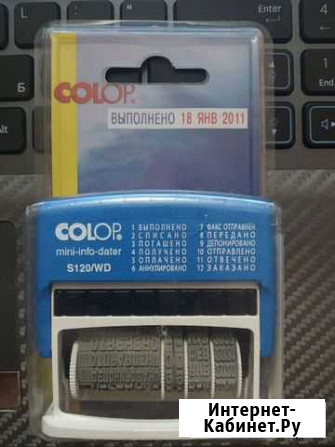 Enter
4
Б
Alt
COLOP
ВЫПОЛНЕНО 18 ЯНВ 2011
COLOP
mini-info-dater
S120/WD
1 ВЫПОЛНЕНО
2 СПИСАНО
3 ПОГАШЕНО
4 ПОЛУЧЕНО
5 ОПЛАЧЕНО
6 АННУЛИРОВАНО
7 ФАКС ОТПРАВЛЕН
8 ПЕРЕДАНО
9 ДЕПОНИРОВАНО
10 ОТПРАВЛЕНО
11 ОТВЕЧЕНО
12 ЗАКАЗАНО
Интернет-
Кабинет.Ру